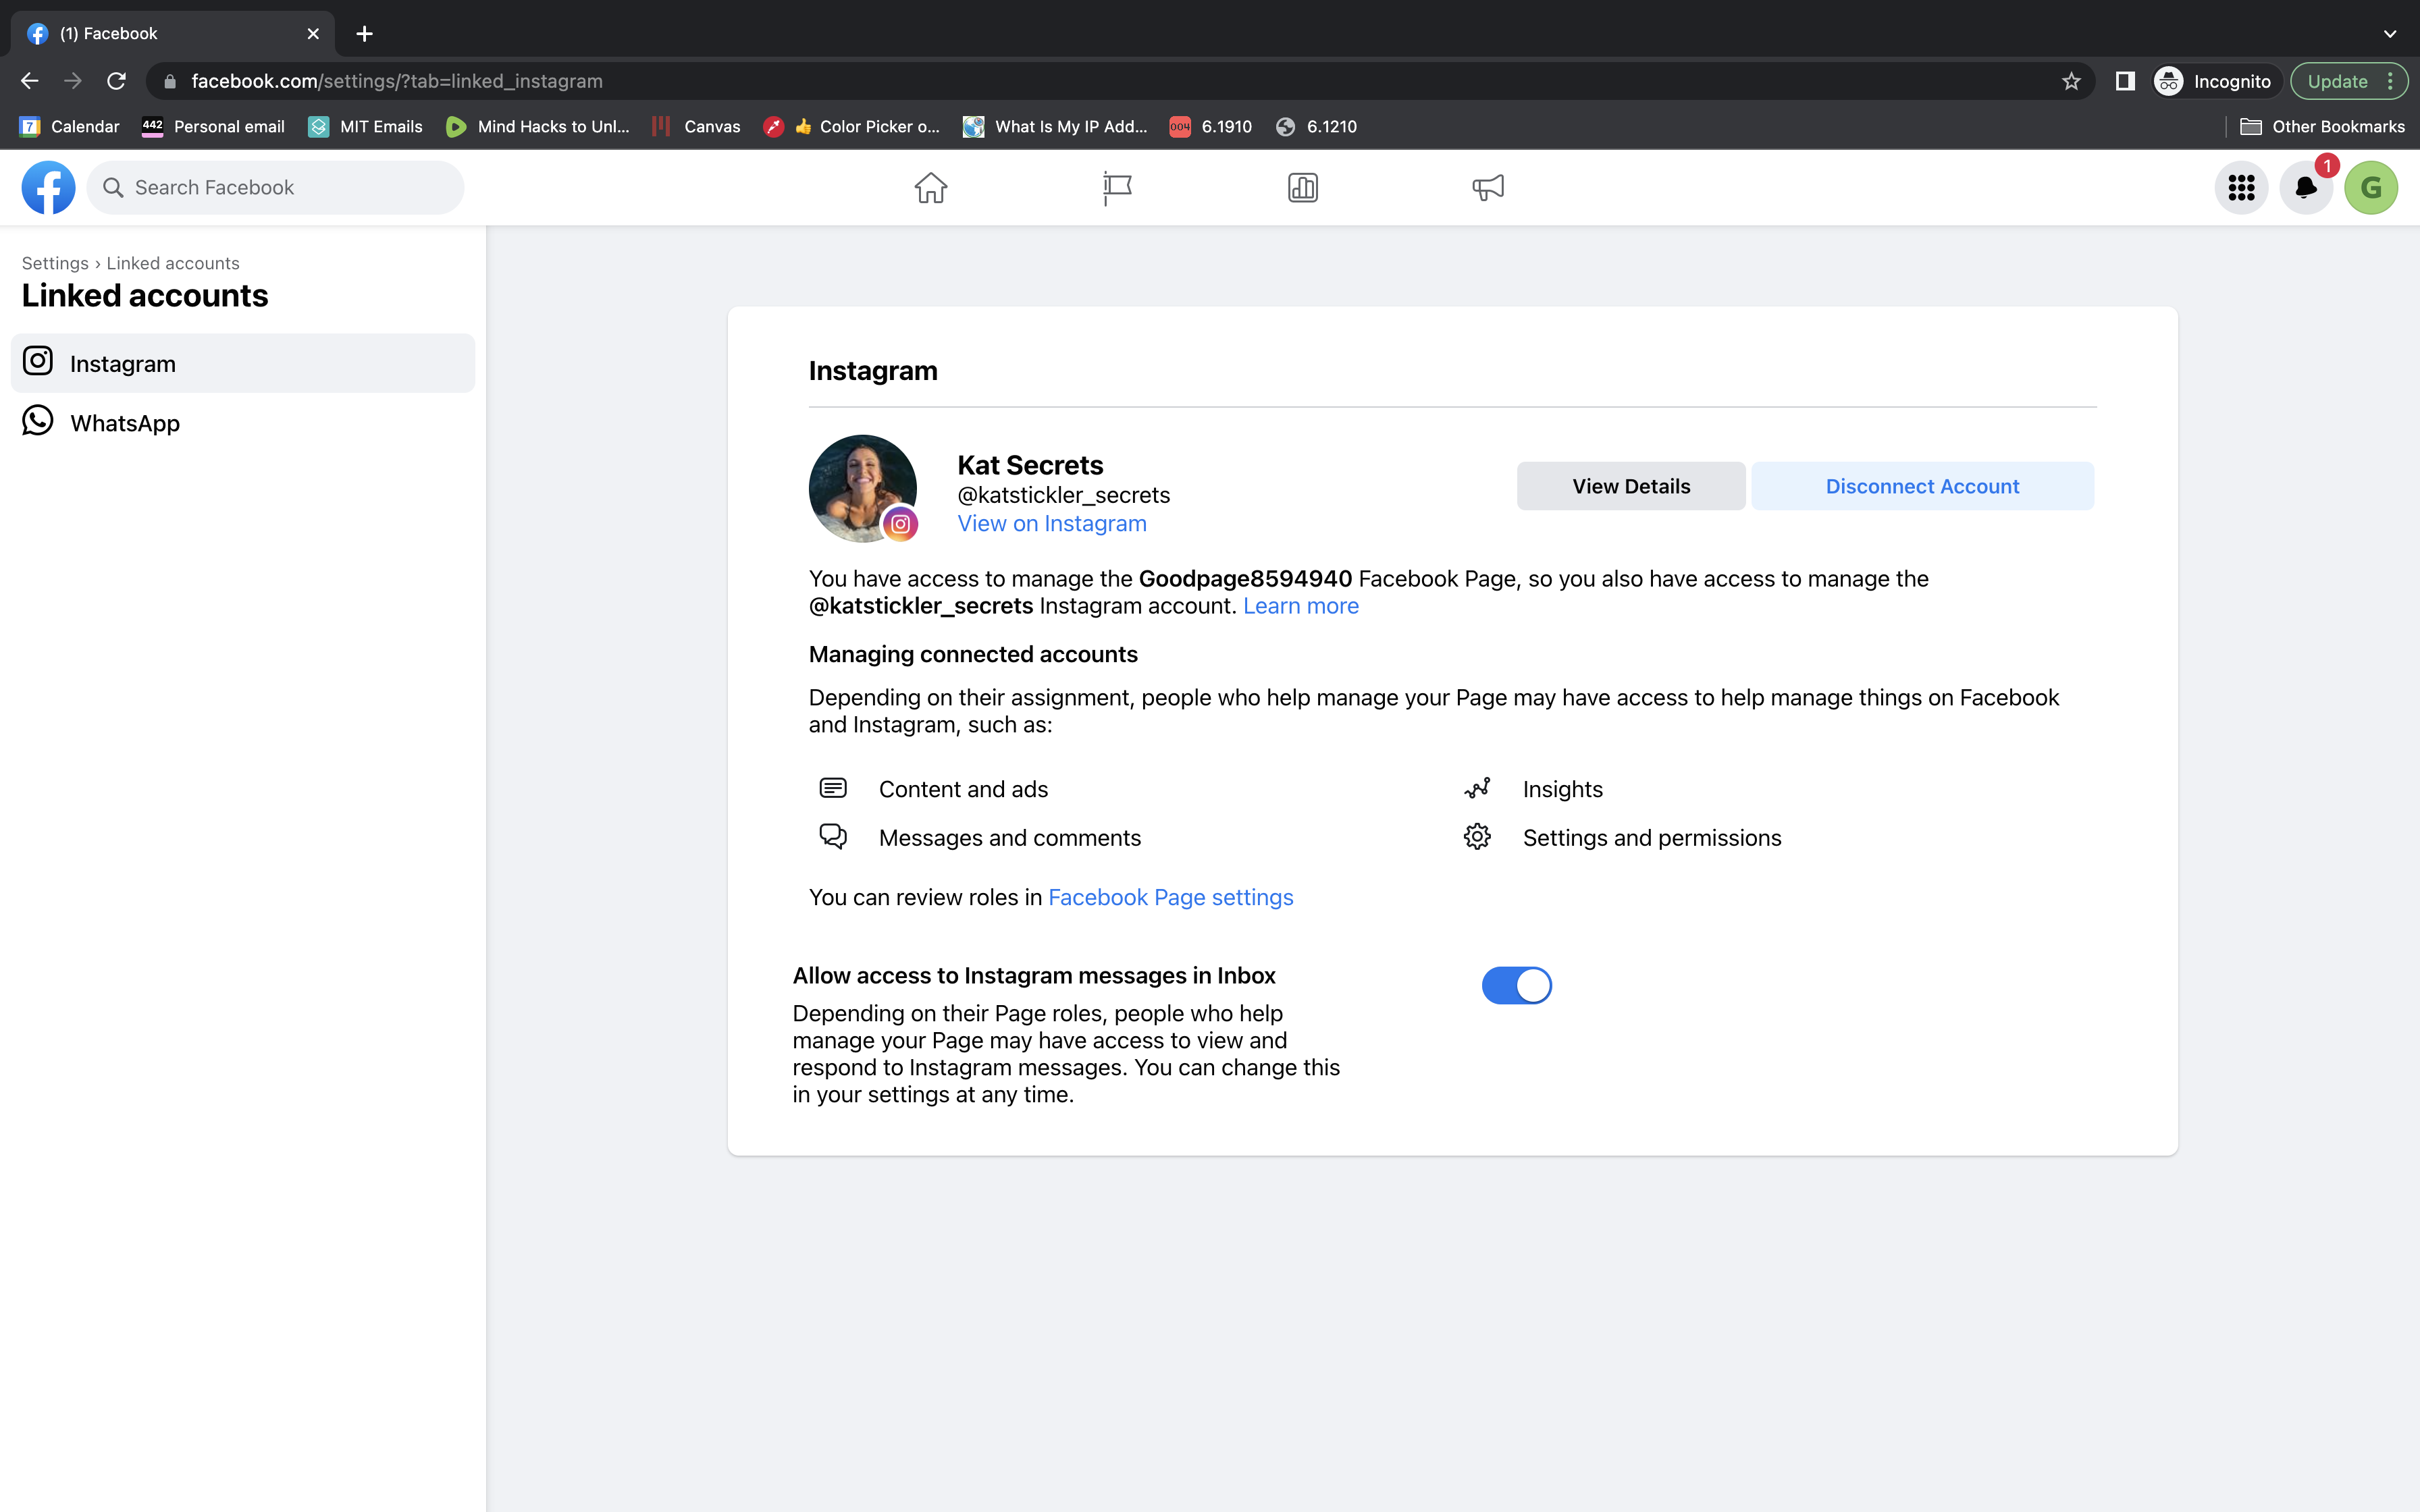 (1) Facebook
facebook.com/settings/?tab=linked_instagram
Incognito
Update
7 Calendar
442 Personal email
MIT Emails
Mind Hacks to Unl...
Canvas
👍 Color Picker o...
What Is My IP Add...
004 6.1910
6.1210
Other Bookmarks
Search Facebook
1
G
Settings › Linked accounts
Linked accounts
Instagram
WhatsApp
Instagram
Kat Secrets
@katstickler_secrets
View on Instagram
View Details
Disconnect Account
You have access to manage the Goodpage8594940 Facebook Page, so you also have access to manage the
@katstickler_secrets Instagram account. Learn more
Managing connected accounts
Depending on their assignment, people who help manage your Page may have access to help manage things on Facebook
and Instagram, such as:
Content and ads
Insights
Messages and comments
Settings and permissions
You can review roles in Facebook Page settings
Allow access to Instagram messages in Inbox
Depending on their Page roles, people who help
manage your Page may have access to view and
respond to Instagram messages. You can change this
in your settings at any time.